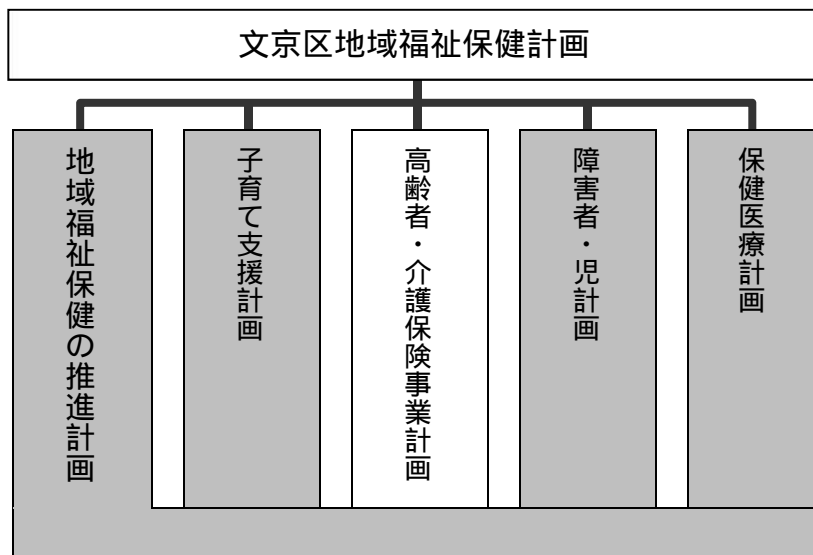 文京区地域福祉保健計画
地域福祉保健の推進計画
子育て支援計画
高齢者・介護保険事業計画
障害者・児計画
保健医療計画